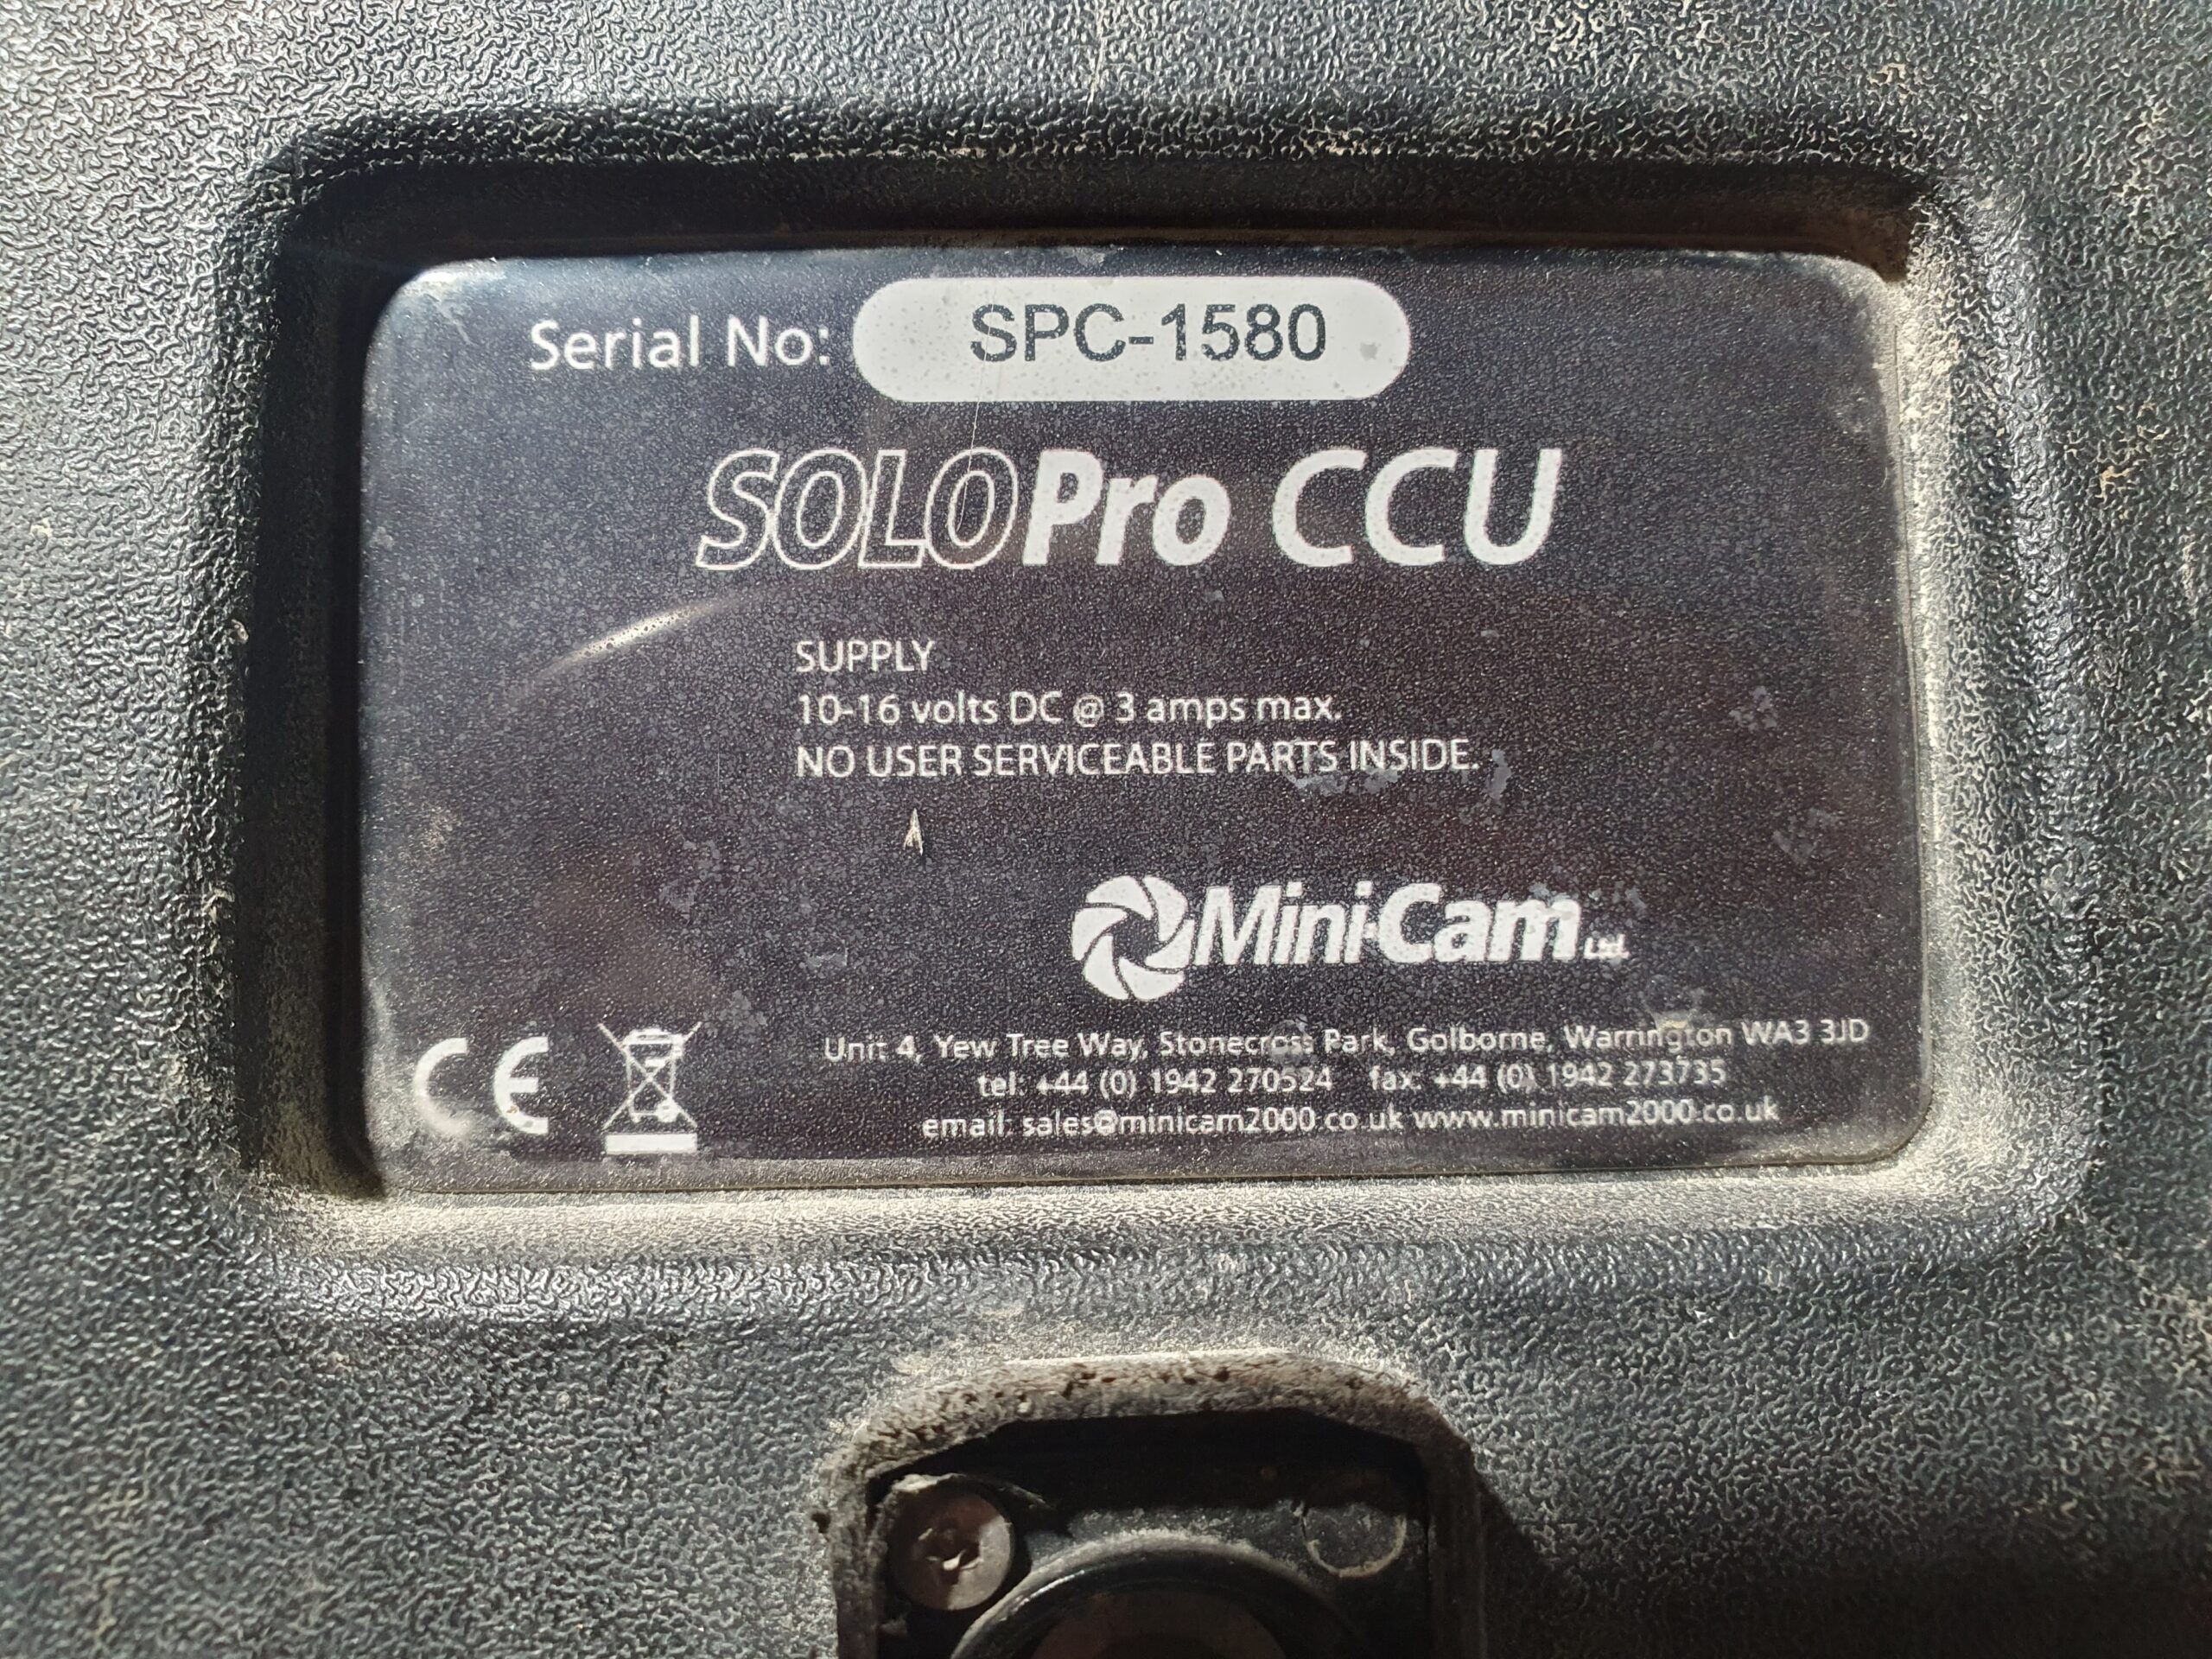 Serial No: SPC-1580
SOLOPro CCU
SUPPLY
10-16 volts DC @ 3 amps max.
NO USER SERVICEABLE PARTS INSIDE.
Mini-Cam Ltd.
CE
Unit 4, Yew Tree Way, Stonecross Park, Golborne, Warrington WA3 3JD
tel: +44 (0) 1942 270524 fax: +44 (0) 1942 273735
email: sales@minicam2000.co.uk www.minicam2000.co.uk